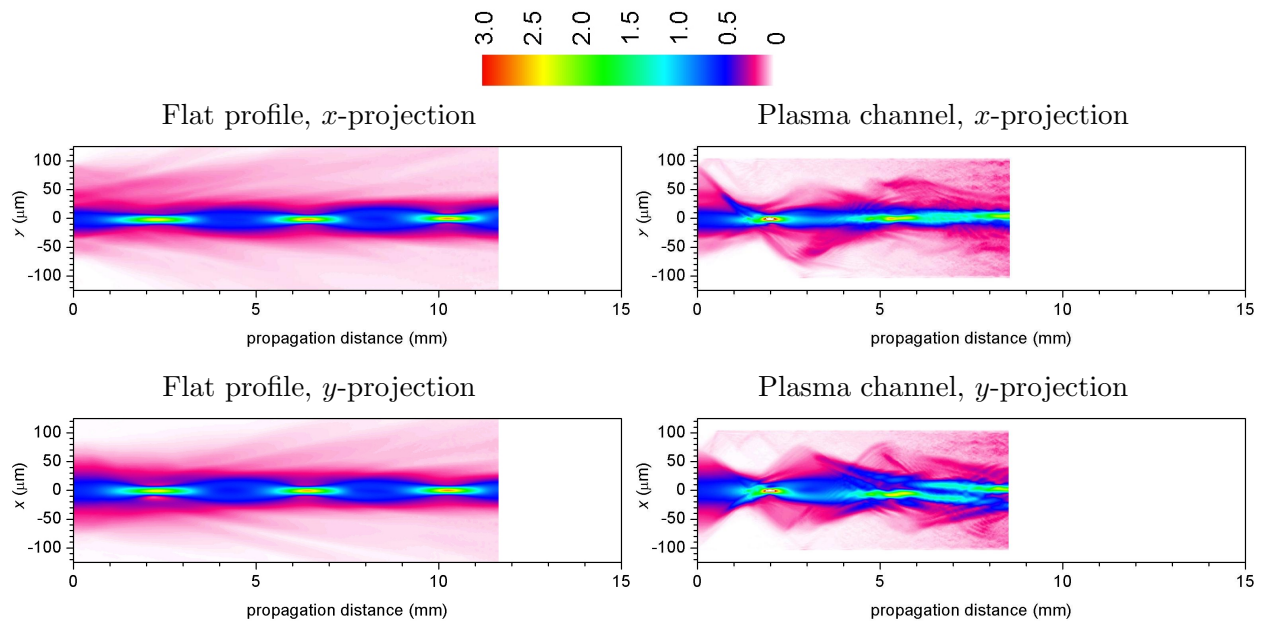 3.0 2.5 2.0 1.5 1.0 0.5 0
Flat profile, x-projection
Plasma channel, x-projection
100
50
0
-50
-100
y (μm)
0 5 10 15
propagation distance (mm)
100
50
0
-50
-100
y (μm)
0 5 10 15
propagation distance (mm)
Flat profile, y-projection
Plasma channel, y-projection
100
50
0
-50
-100
x (μm)
0 5 10 15
propagation distance (mm)
100
50
0
-50
-100
x (μm)
0 5 10 15
propagation distance (mm)